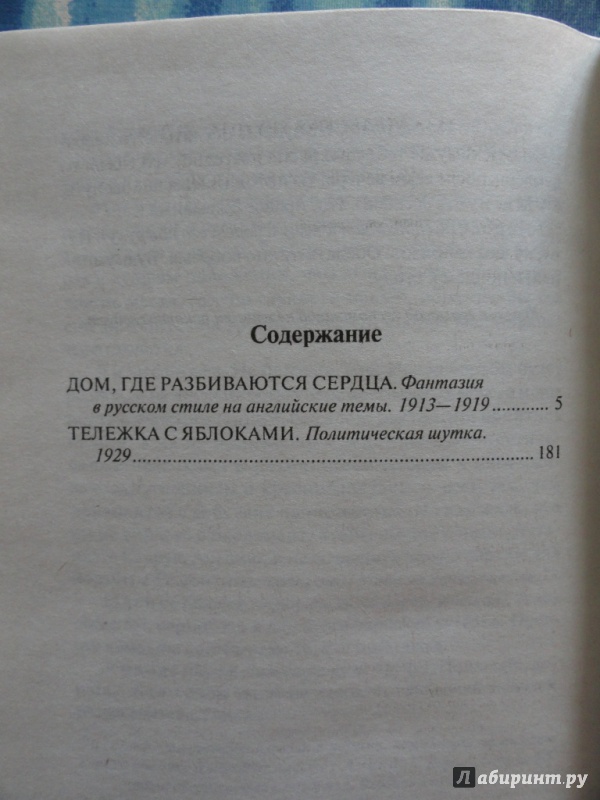 Содержание
ДОМ, ГДЕ РАЗБИВАЮТСЯ СЕРДЦА. Фантазия
в русском стиле на английские темы. 1913—1919 ............ 5
ТЕЛЕЖКА С ЯБЛОКАМИ. Политическая шутка.
1929 ............................................................................ 181
Лабиринт.ру